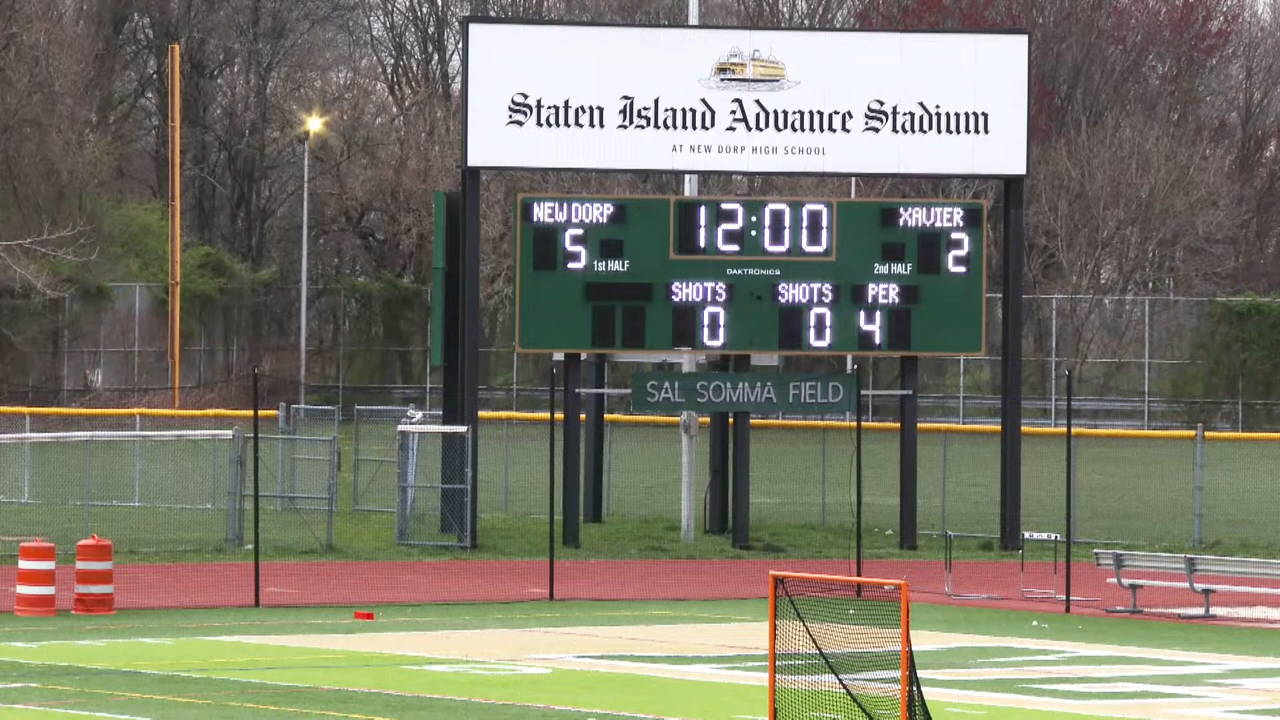 Staten Island Advance Stadium
AT NEW DORP HIGH SCHOOL
NEW DORP 12:00 XAVIER
5 2
1st HALF 2nd HALF
DAKTRONICS
SHOTS SHOTS PER
0 0 4
SAL SOMMA FIELD